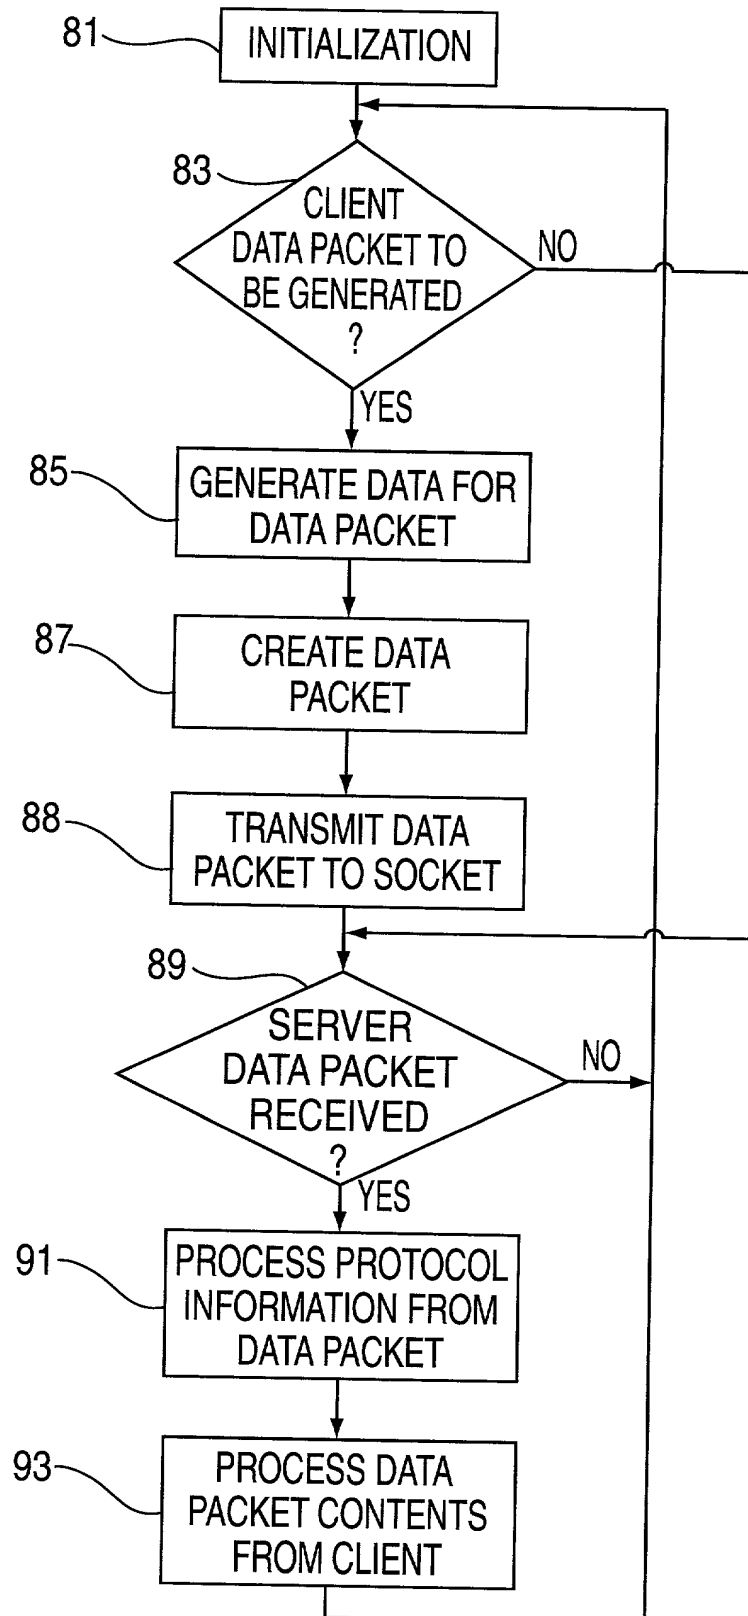 81
INITIALIZATION
83
CLIENT
DATA PACKET TO
BE GENERATED
?
NO
YES
85
GENERATE DATA FOR
DATA PACKET
87
CREATE DATA
PACKET
88
TRANSMIT DATA
PACKET TO SOCKET
89
SERVER
DATA PACKET
RECEIVED
?
NO
YES
91
PROCESS PROTOCOL
INFORMATION FROM
DATA PACKET
93
PROCESS DATA
PACKET CONTENTS
FROM CLIENT